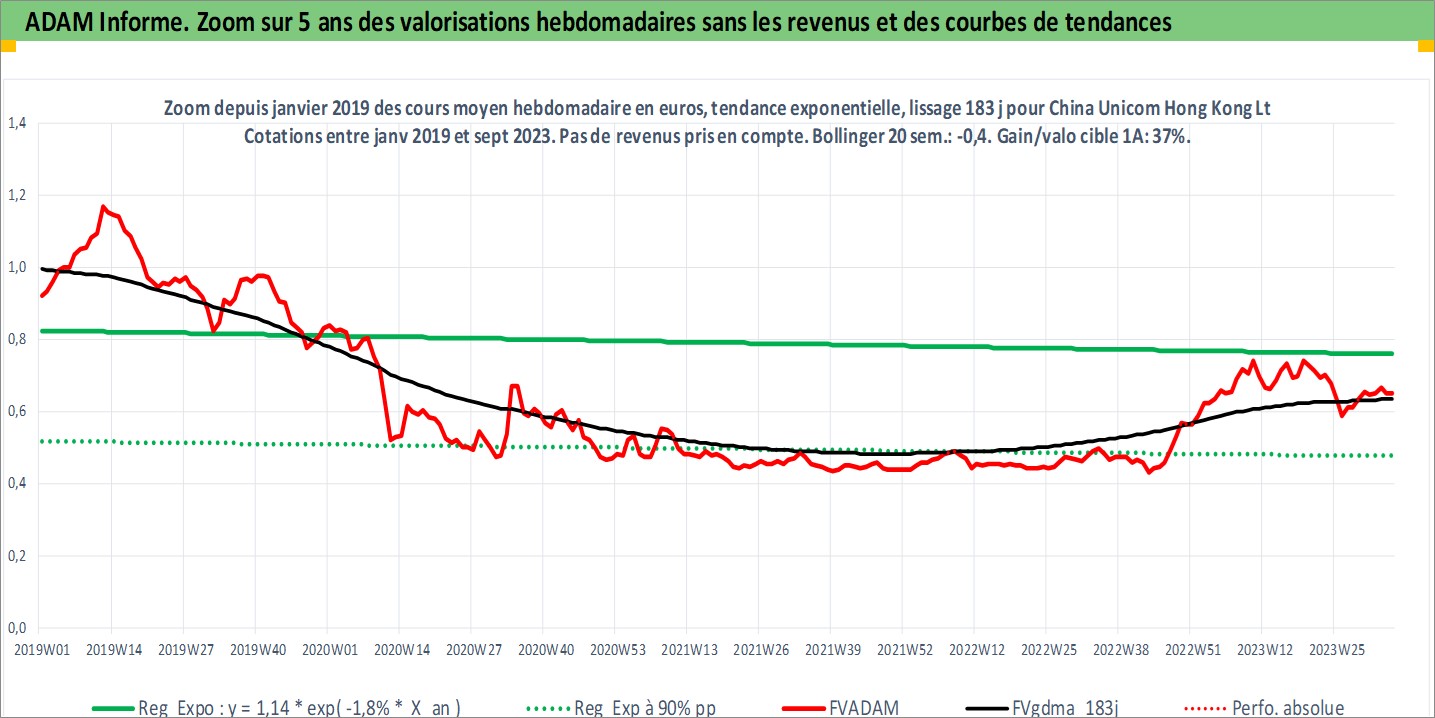 ADAM Informe. Zoom sur 5 ans des valorisations hebdomadaires sans les revenus et des courbes de tendances
Zoom depuis janvier 2019 des cours moyen hebdomadaire en euros, tendance exponentielle, lissage 183 j pour China Unicom Hong Kong Lt
Cotations entre janv 2019 et sept 2023. Pas de revenus pris en compte. Bollinger 20 sem.: -0,4. Gain/valo cible 1A: 37%.
1,4
1,2
1,0
0,8
0,6
0,4
0,2
0,0
2019W01 2019W14 2019W27 2019W40 2020W01 2020W14 2020W27 2020W40 2020W53 2021W13 2021W26 2021W39 2021W52 2022W12 2022W25 2022W38 2022W51 2023W12 2023W25
Reg Expo : y = 1,14 * exp( -1,8% * X an ) Reg Exp à 90% pp FVADAM FVgdma 183j Perfo. absolue